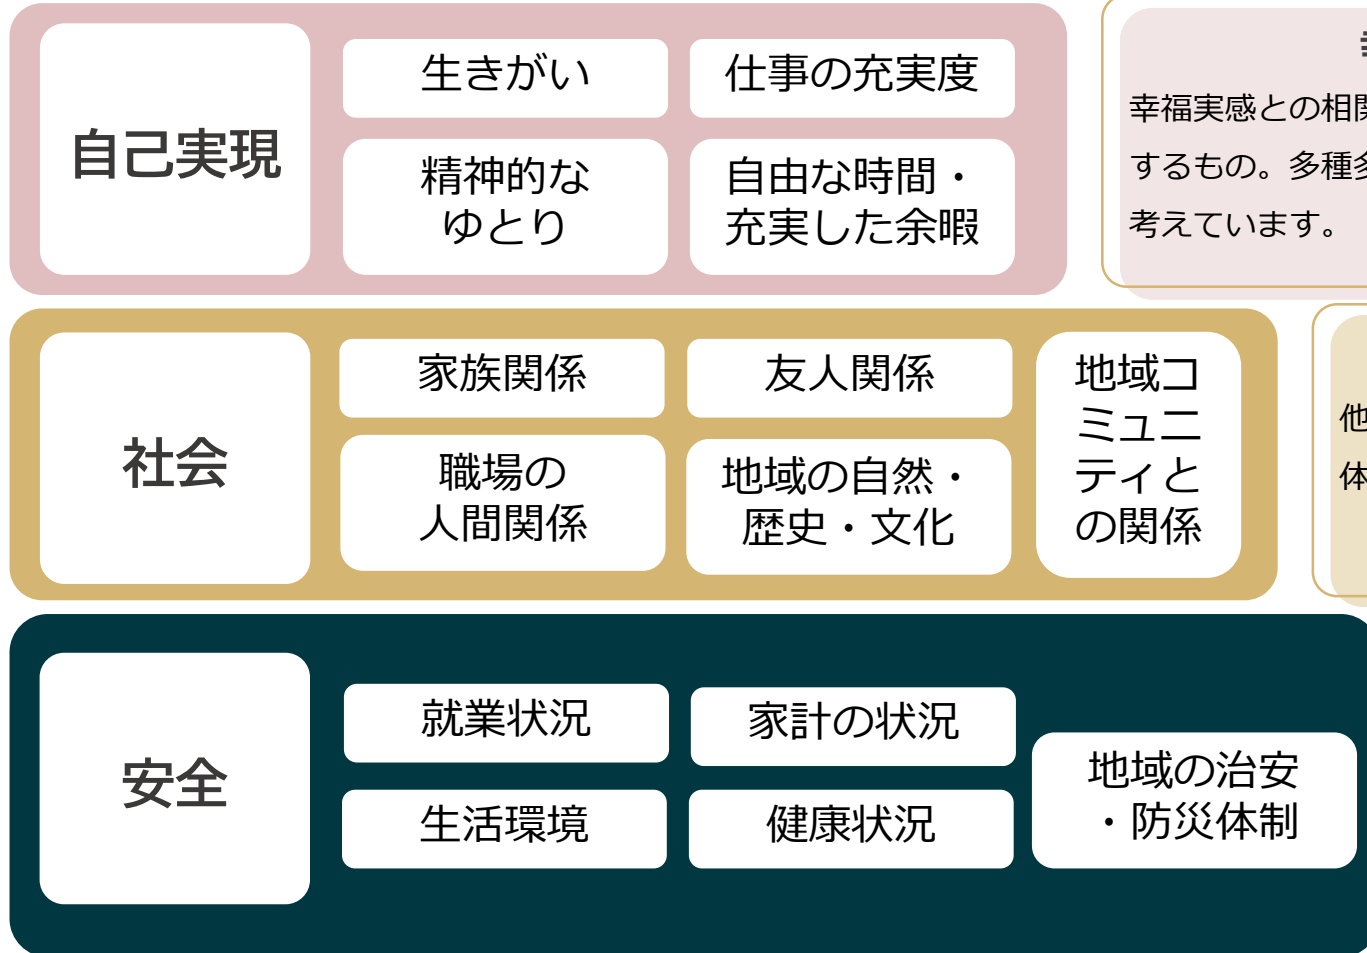 自己実現
生きがい
仕事の充実度
精神的な
ゆとり
自由な時間・
充実した余暇
幸福実感との相関
するもの。多種多
考えています。
社会
家族関係
友人関係
職場の
人間関係
地域の自然・
歴史・文化
地域コ
ミュニ
ティと
の関係
他
体
安全
就業状況
家計の状況
生活環境
健康状況
地域の治安
・防災体制